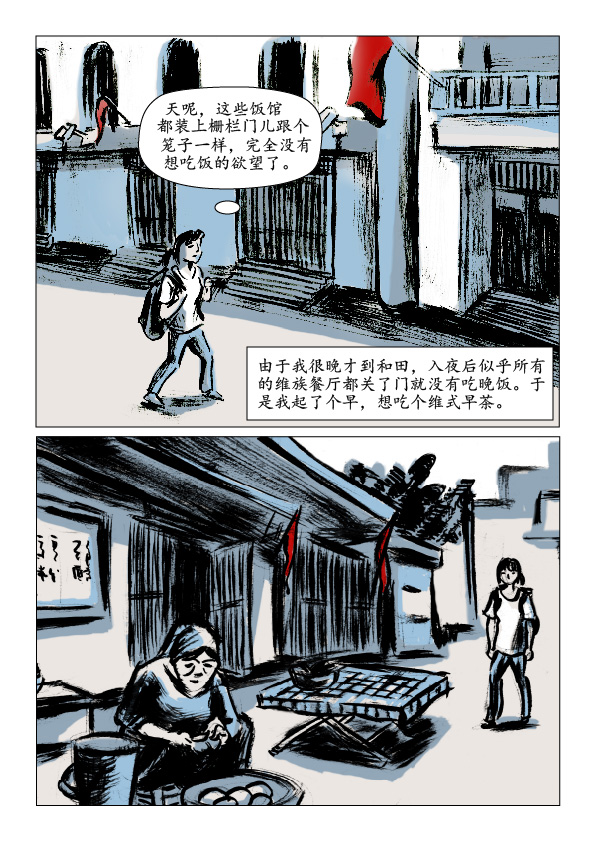 天呢，这些饭馆
都装上栅栏门儿跟个
笼子一样，完全没有
想吃饭的欲望了。
由于我很晚才到和田，入夜后似乎所有
的维族餐厅都关了门就没有吃晚饭。于
是我起了个早，想吃个维式早茶。